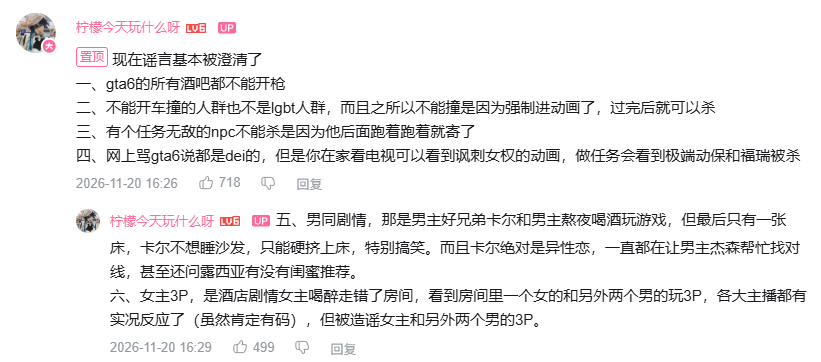 柠檬今天玩什么呀 LV6 UP
置顶 现在谣言基本被澄清了
一、gta6的所有酒吧都不能开枪
二、不能开车撞的人群也不是lgbt人群，而且之所以不能撞是因为强制进动画了，过完后就可以杀
三、有个任务无敌的npc不能杀是因为他后面跑着跑着就寄了
四、网上骂gta6说都是dei的，但是你在家看电视可以看到讽刺女权的动画，做任务会看到极端动保和福瑞被杀
2026-11-20 16:26 718 回复
柠檬今天玩什么呀 LV6 UP 五、男同剧情，那是男主好兄弟卡尔和男主熬夜喝酒玩游戏，但最后只有一张
床，卡尔不想睡沙发，只能硬挤上床，特别搞笑。而且卡尔绝对是异性恋，一直都在让男主杰森帮忙找对
线，甚至还问露西亚有没有闺蜜推荐。
六、女主3P，是酒店剧情女主喝醉走错了房间，看到房间里一个女的和另外两个男的玩3P，各大主播都有
实况反应了（虽然肯定有码），但被造谣女主和另外两个男的3P。
2026-11-20 16:29 499 回复